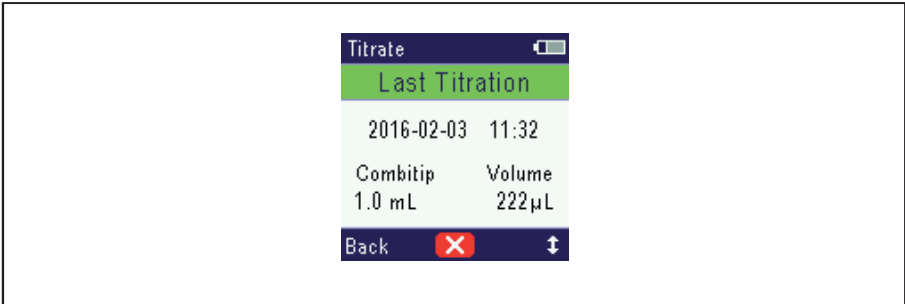 Titrate
Last Titration
2016-02-03 11:32
Combitip Volume
1.0 mL 222µL
Back